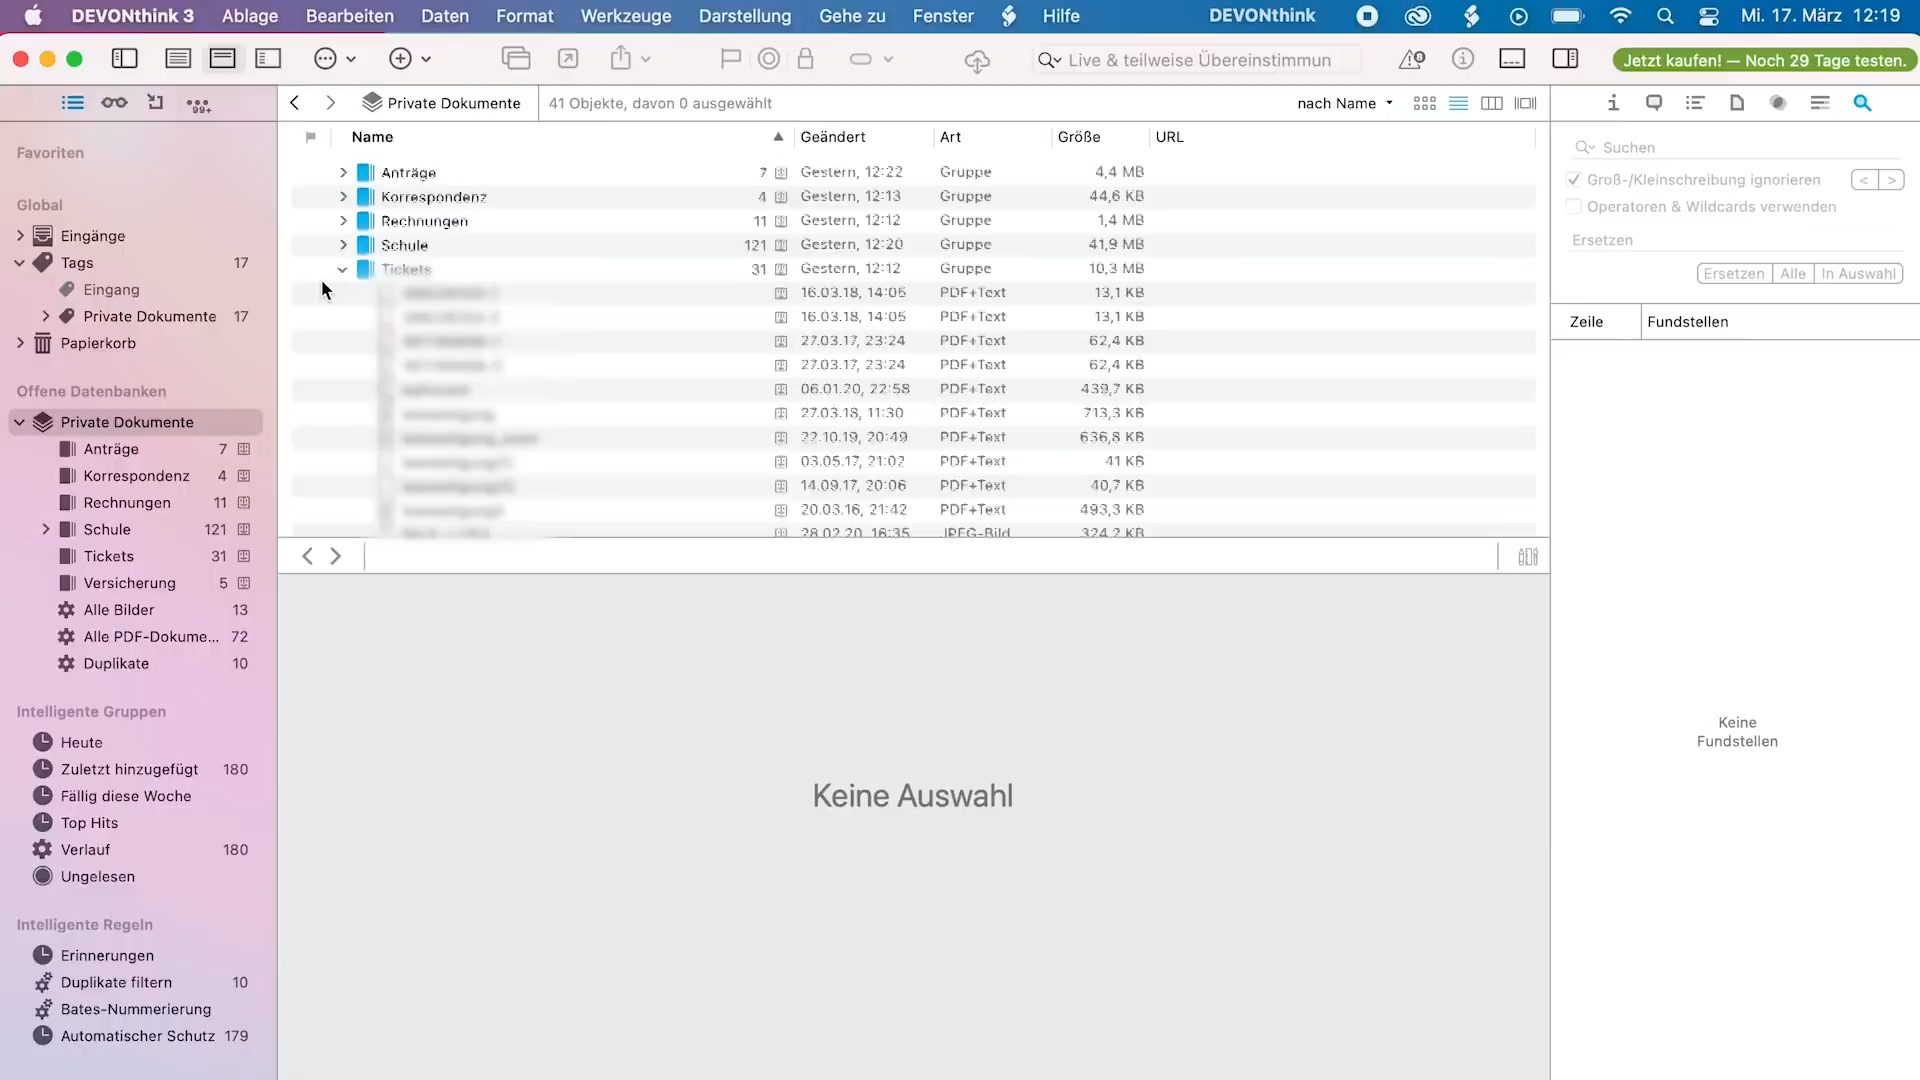 DEVONthink 3 Ablage Bearbeiten Daten Format Werkzeuge Darstellung Gehe zu Fenster Hilfe DEVONthink Mi. 17. März 12:19
Live & teilweise Übereinstimmun
Jetzt kaufen! — Noch 29 Tage testen.
99+
Private Dokumente 41 Objekte, davon 0 ausgewählt nach Name
Name Geändert Art Größe URL
Anträge 7 Gestern, 12:22 Gruppe 4,4 MB
Korrespondenz 4 Gestern, 12:13 Gruppe 44,6 KB
Rechnungen 11 Gestern, 12:12 Gruppe 1,4 MB
Schule 121 Gestern, 12:20 Gruppe 41,9 MB
Tickets 31 Gestern, 12:12 Gruppe 10,3 MB
16.03.18, 14:05 PDF+Text 13,1 KB
16.03.18, 14:05 PDF+Text 13,1 KB
27.03.17, 23:24 PDF+Text 62,4 KB
27.03.17, 23:24 PDF+Text 62,4 KB
06.01.20, 22:58 PDF+Text 439,7 KB
27.03.18, 11:30 PDF+Text 713,3 KB
22.10.19, 20:49 PDF+Text 636,8 KB
03.05.17, 21:02 PDF+Text 41 KB
14.09.17, 20:06 PDF+Text 40,7 KB
20.03.16, 21:42 PDF+Text 493,3 KB
28.02.20, 16:35 JPEG-Bild 324,2 KB
Keine Auswahl
Favoriten
Global
Eingänge
Tags 17
Eingang
Private Dokumente 17
Papierkorb
Offene Datenbanken
Private Dokumente
Anträge 7
Korrespondenz 4
Rechnungen 11
Schule 121
Tickets 31
Versicherung 5
Alle Bilder 13
Alle PDF-Dokume... 72
Duplikate 10
Intelligente Gruppen
Heute
Zuletzt hinzugefügt 180
Fällig diese Woche
Top Hits
Verlauf 180
Ungelesen
Intelligente Regeln
Erinnerungen
Duplikate filtern 10
Bates-Nummerierung
Automatischer Schutz 179
Suchen
Groß-/Kleinschreibung ignorieren < >
Operatoren & Wildcards verwenden
Ersetzen
Ersetzen Alle In Auswahl
Zeile Fundstellen
Keine
Fundstellen